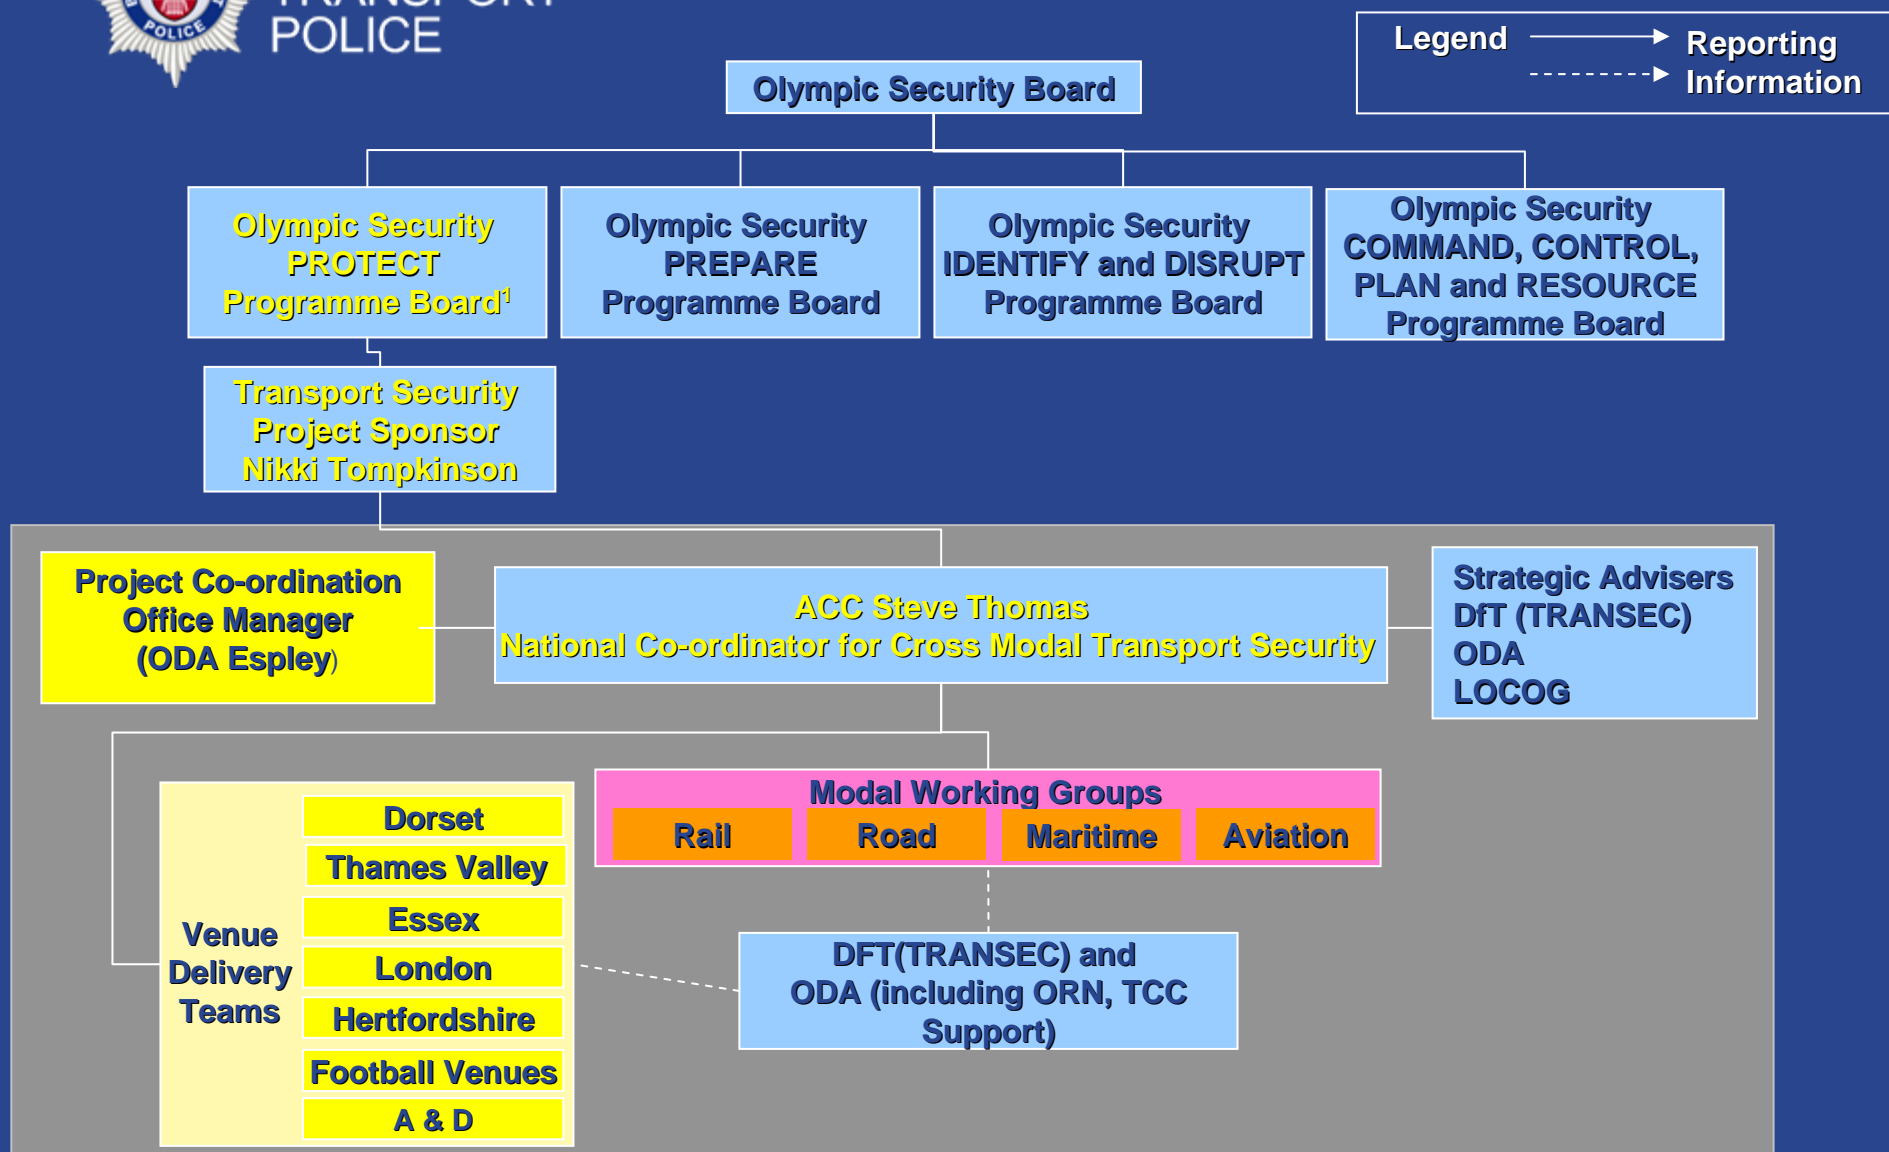 POLICE
POLICE
Legend
Reporting
Information
Olympic Security Board
Olympic Security
PROTECT
Programme Board¹
Olympic Security
PREPARE
Programme Board
Olympic Security
IDENTIFY and DISRUPT
Programme Board
Olympic Security
COMMAND, CONTROL,
PLAN and RESOURCE
Programme Board
Transport Security
Project Sponsor
Nikki Tompkinson
Project Co-ordination
Office Manager
(ODA Espley)
ACC Steve Thomas
National Co-ordinator for Cross Modal Transport Security
Strategic Advisers
DfT (TRANSEC)
ODA
LOCOG
Modal Working Groups
Rail
Road
Maritime
Aviation
Venue
Delivery
Teams
Dorset
Thames Valley
Essex
London
Hertfordshire
Football Venues
A & D
DFT(TRANSEC) and
ODA (including ORN, TCC
Support)